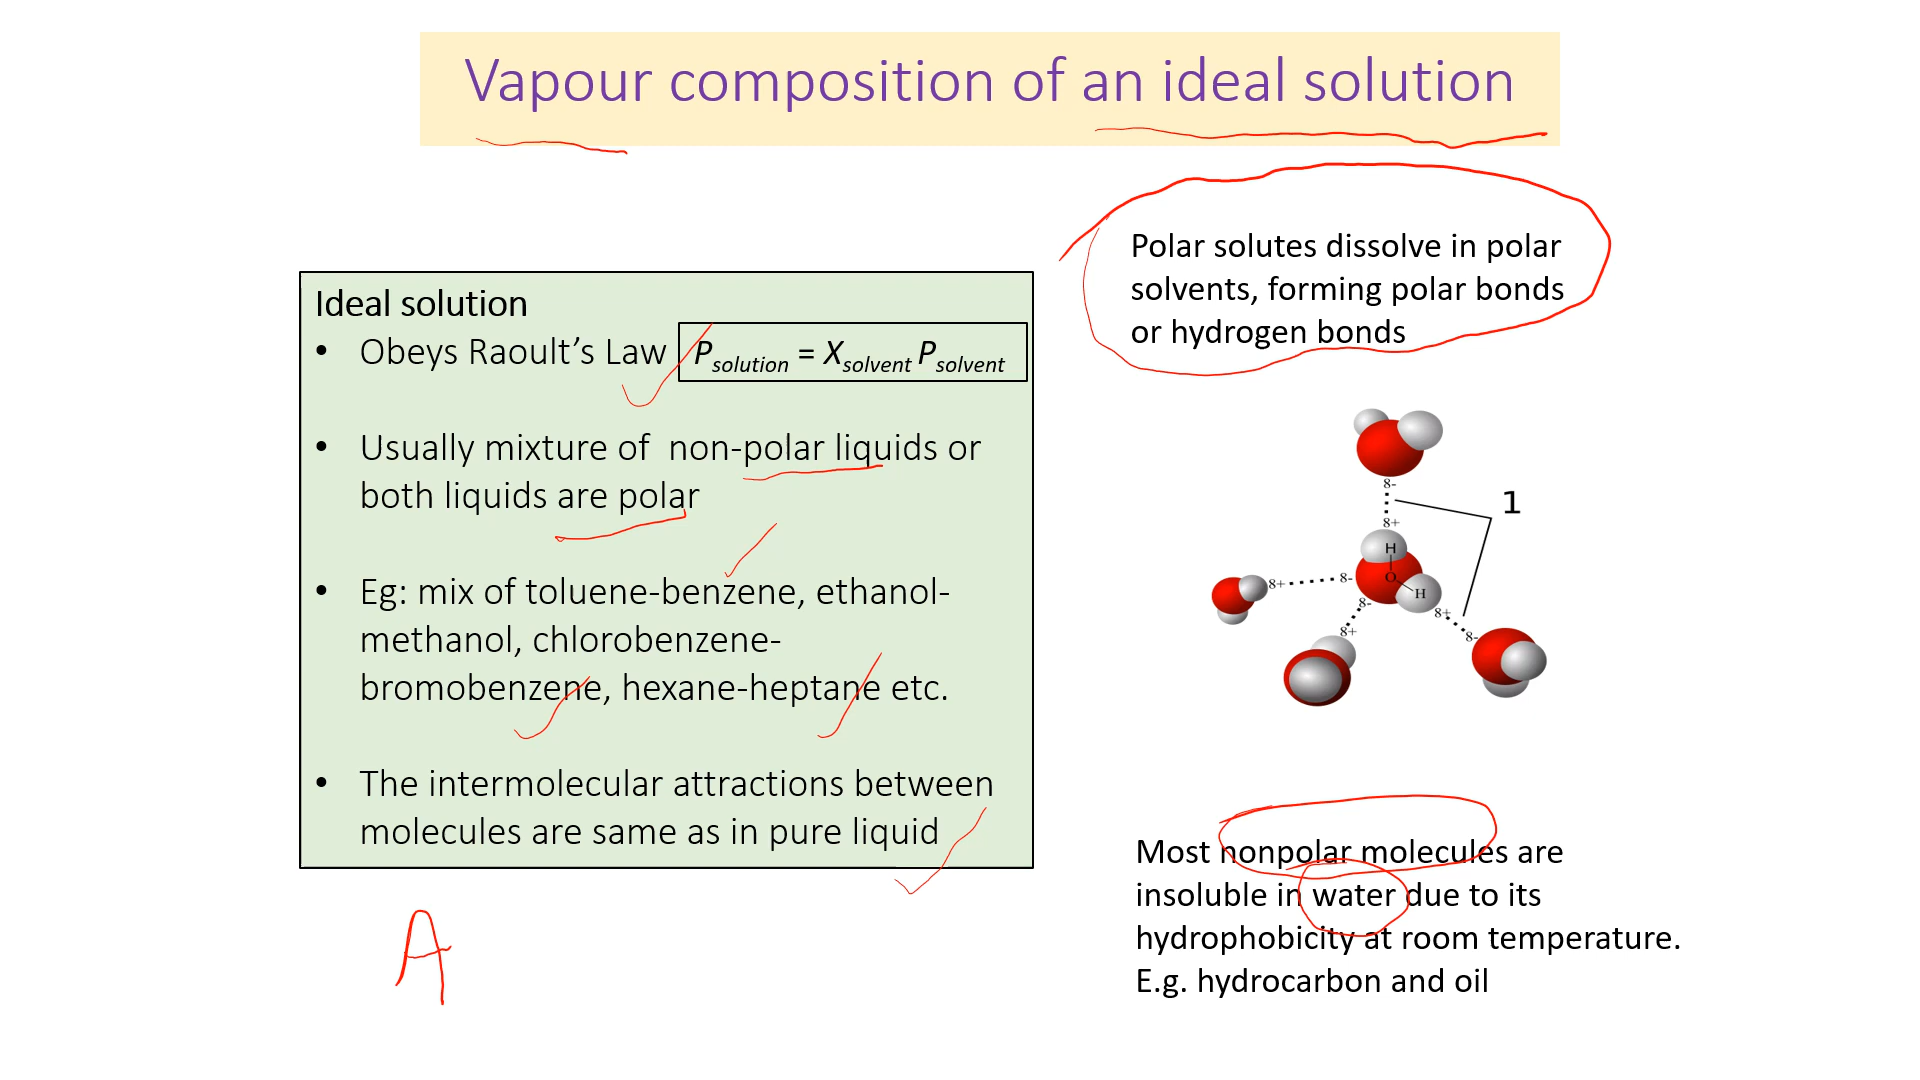 Vapour composition of an ideal solution
Ideal solution
• Obeys Raoult’s Law
Psolution = Xsolvent Psolvent
• Usually mixture of non-polar liquids or
both liquids are polar
• Eg: mix of toluene-benzene, ethanol-
methanol, chlorobenzene-
bromobenzene, hexane-heptane etc.
• The intermolecular attractions between
molecules are same as in pure liquid
A
Polar solutes dissolve in polar
solvents, forming polar bonds
or hydrogen bonds
δ-
1
δ+
H
δ+
δ-
O
H
δ-
δ+
δ+
δ-
Most nonpolar molecules are
insoluble in water due to its
hydrophobicity at room temperature.
E.g. hydrocarbon and oil